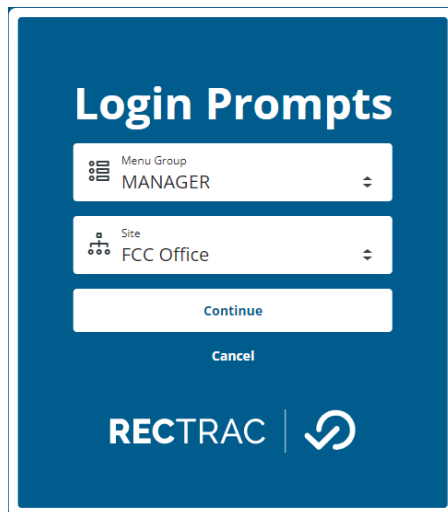 Login Prompts
Menu Group
MANAGER
Site
FCC Office
Continue
Cancel
RECTRAC